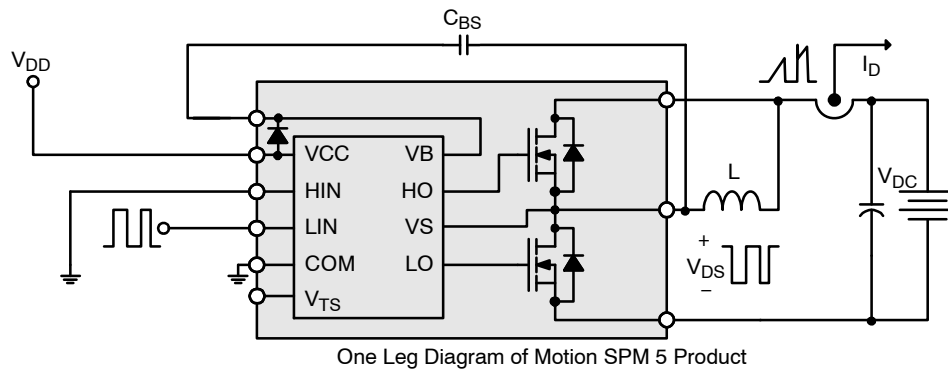 C_BS
V_DD
I_D
VCC VB
HIN HO
LIN VS
COM LO
V_TS
L
V_DC
+
V_DS
−
One Leg Diagram of Motion SPM 5 Product